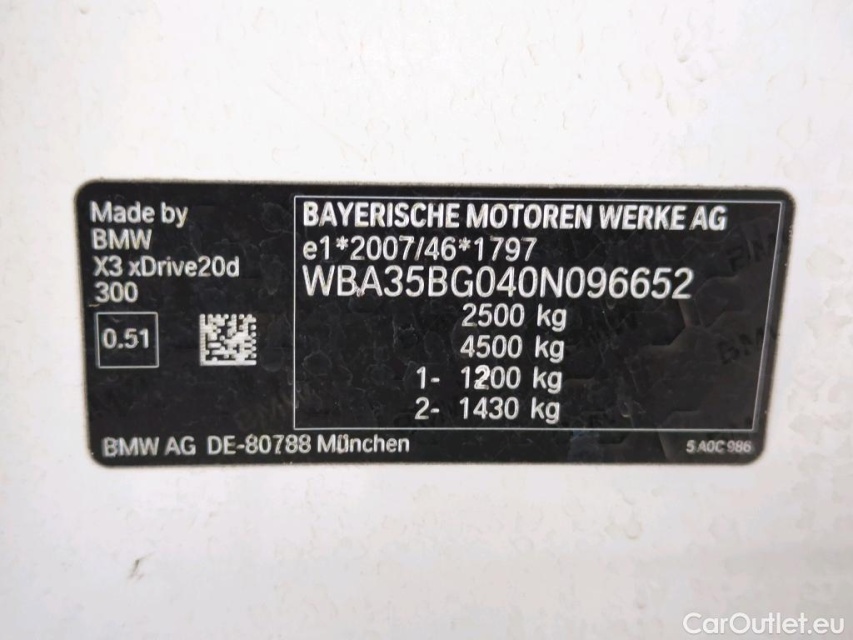 Made by
BMW
X3 xDrive20d
300
0.51
BAYERISCHE MOTOREN WERKE AG
e1*2007/46*1797
WBA35BG040N096652
2500 kg
4500 kg
1- 1200 kg
2- 1430 kg
BMW AG DE-80788 München
5 A0C 986
CarOutlet.eu